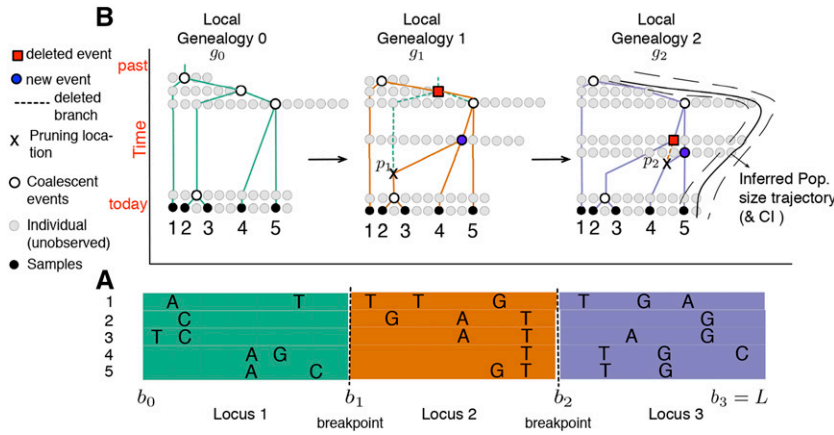 B
Local
Genealogy 0
g0
Local
Genealogy 1
g1
Local
Genealogy 2
g2
deleted event
new event
deleted
branch
X Pruning loca-
tion
Coalescent
events
Individual
(unobserved)
Samples
past
Time
today
p1
X
p2
X
Inferred Pop.
size trajectory
(& CI )
1 2 3 4 5
1 2 3 4 5
1 2 3 4 5
A
1 A T T T G T G A
2 C G A T G
3 T C A T A G
4 A G T T G C
5 A C G T T G
b0 b1 b2 b3 = L
Locus 1 breakpoint Locus 2 breakpoint Locus 3